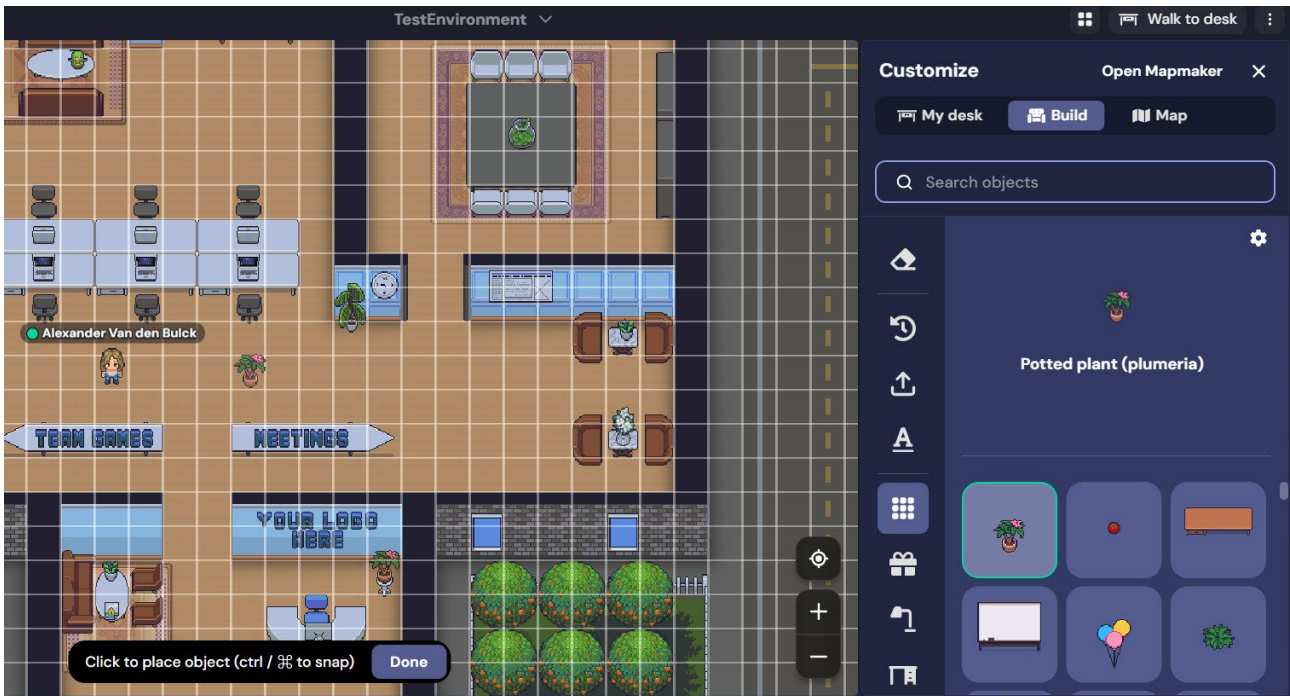 TestEnvironment
Walk to desk
Customize
Open Mapmaker
My desk
Build
Map
Search objects
Potted plant (plumeria)
Alexander Van den Bulck
TEAM GAMES
MEETINGS
YOUR LOGO
HERE
Click to place object (ctrl / ⌘ to snap)
Done